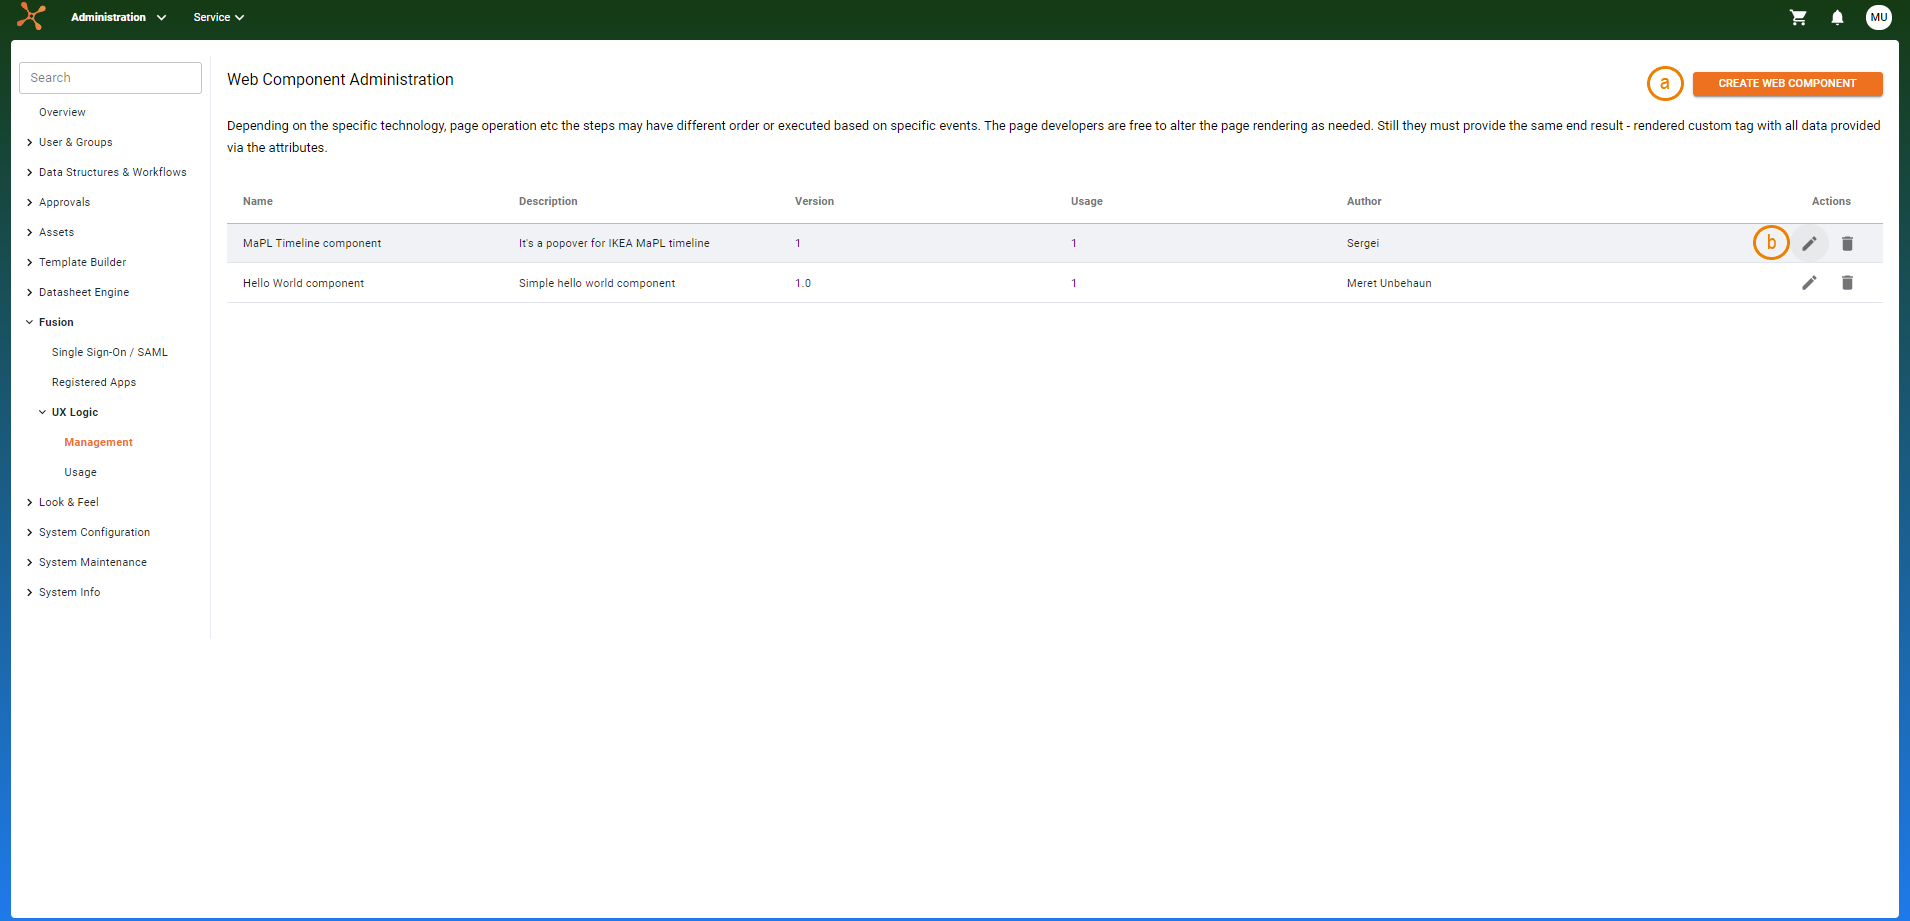 Administration Service MU
Search
Overview
User & Groups
Data Structures & Workflows
Approvals
Assets
Template Builder
Datasheet Engine
Fusion
Single Sign-On / SAML
Registered Apps
UX Logic
Management
Usage
Look & Feel
System Configuration
System Maintenance
System Info
Web Component Administration
a CREATE WEB COMPONENT
Depending on the specific technology, page operation etc the steps may have different order or executed based on specific events. The page developers are free to alter the page rendering as needed. Still they must provide the same end result - rendered custom tag with all data provided
via the attributes.
Name Description Version Usage Author Actions
MaPL Timeline component It's a popover for IKEA MaPL timeline 1 1 Sergei b
Hello World component Simple hello world component 1.0 1 Meret Unbehaun